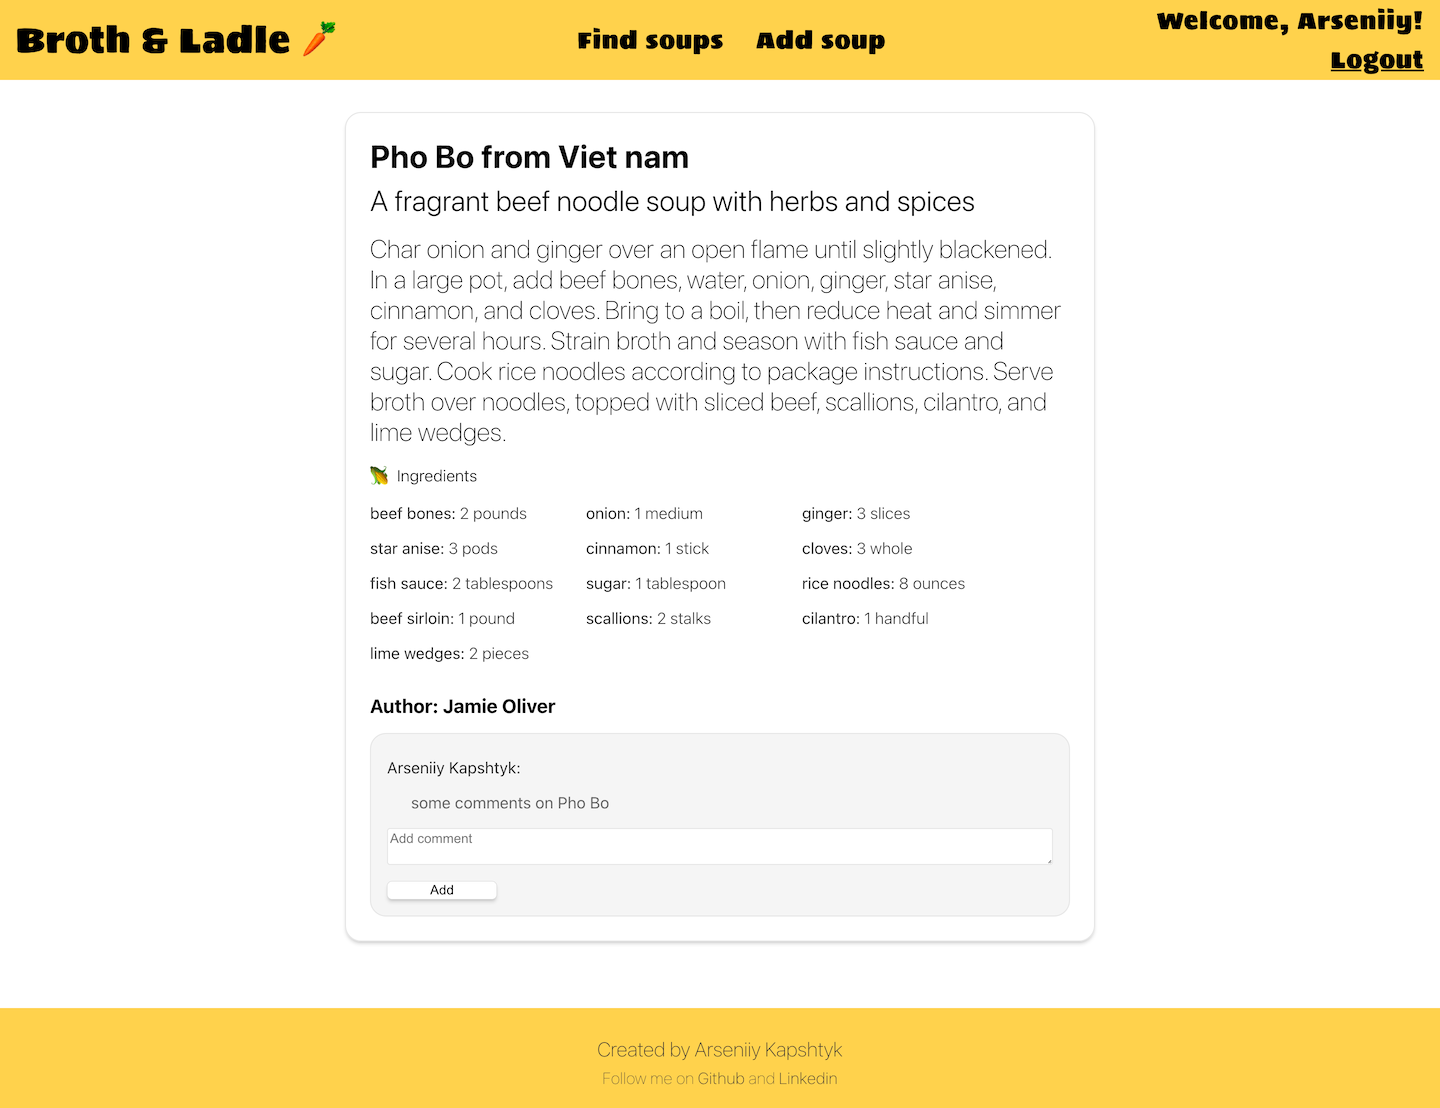 Broth & Ladle
Find soups
Add soup
Welcome, Arseniiy!
Logout
Pho Bo from Viet nam
A fragrant beef noodle soup with herbs and spices
Char onion and ginger over an open flame until slightly blackened.
In a large pot, add beef bones, water, onion, ginger, star anise,
cinnamon, and cloves. Bring to a boil, then reduce heat and simmer
for several hours. Strain broth and season with fish sauce and
sugar. Cook rice noodles according to package instructions. Serve
broth over noodles, topped with sliced beef, scallions, cilantro, and
lime wedges.
Ingredients
beef bones: 2 pounds
onion: 1 medium
ginger: 3 slices
star anise: 3 pods
cinnamon: 1 stick
cloves: 3 whole
fish sauce: 2 tablespoons
sugar: 1 tablespoon
rice noodles: 8 ounces
beef sirloin: 1 pound
scallions: 2 stalks
cilantro: 1 handful
lime wedges: 2 pieces
Author: Jamie Oliver
Arseniiy Kapshtyk:
some comments on Pho Bo
Add comment
Add
Created by Arseniiy Kapshtyk
Follow me on Github and Linkedin